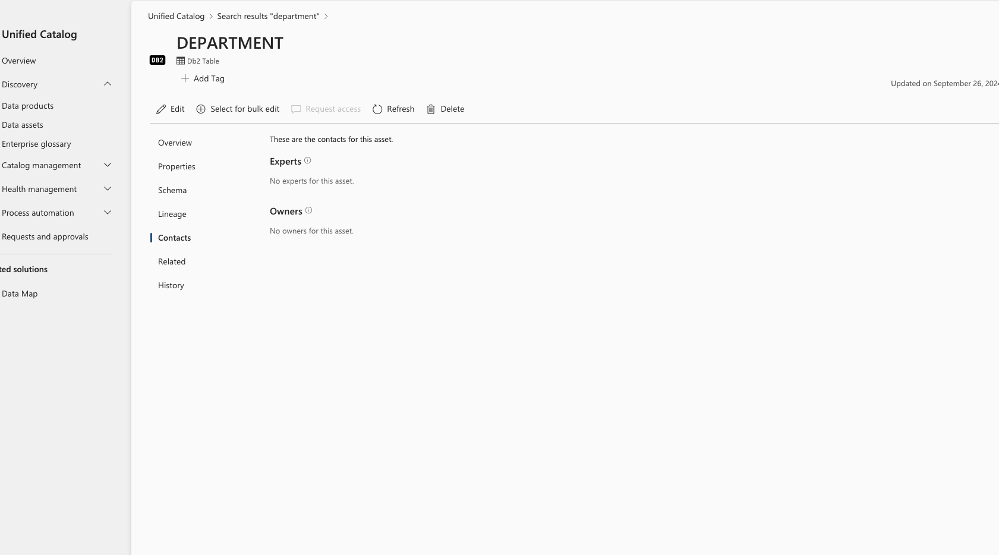 Unified Catalog > Search results "department" >
Unified Catalog
Overview
Discovery
Data products
Data assets
Enterprise glossary
Catalog management
Health management
Process automation
Requests and approvals
ted solutions
Data Map
DEPARTMENT
DB2
Db2 Table
Add Tag
Updated on September 26, 2024
Edit Select for bulk edit Request access Refresh Delete
Overview
Properties
Schema
Lineage
Contacts
Related
History
These are the contacts for this asset.
Experts
No experts for this asset.
Owners
No owners for this asset.